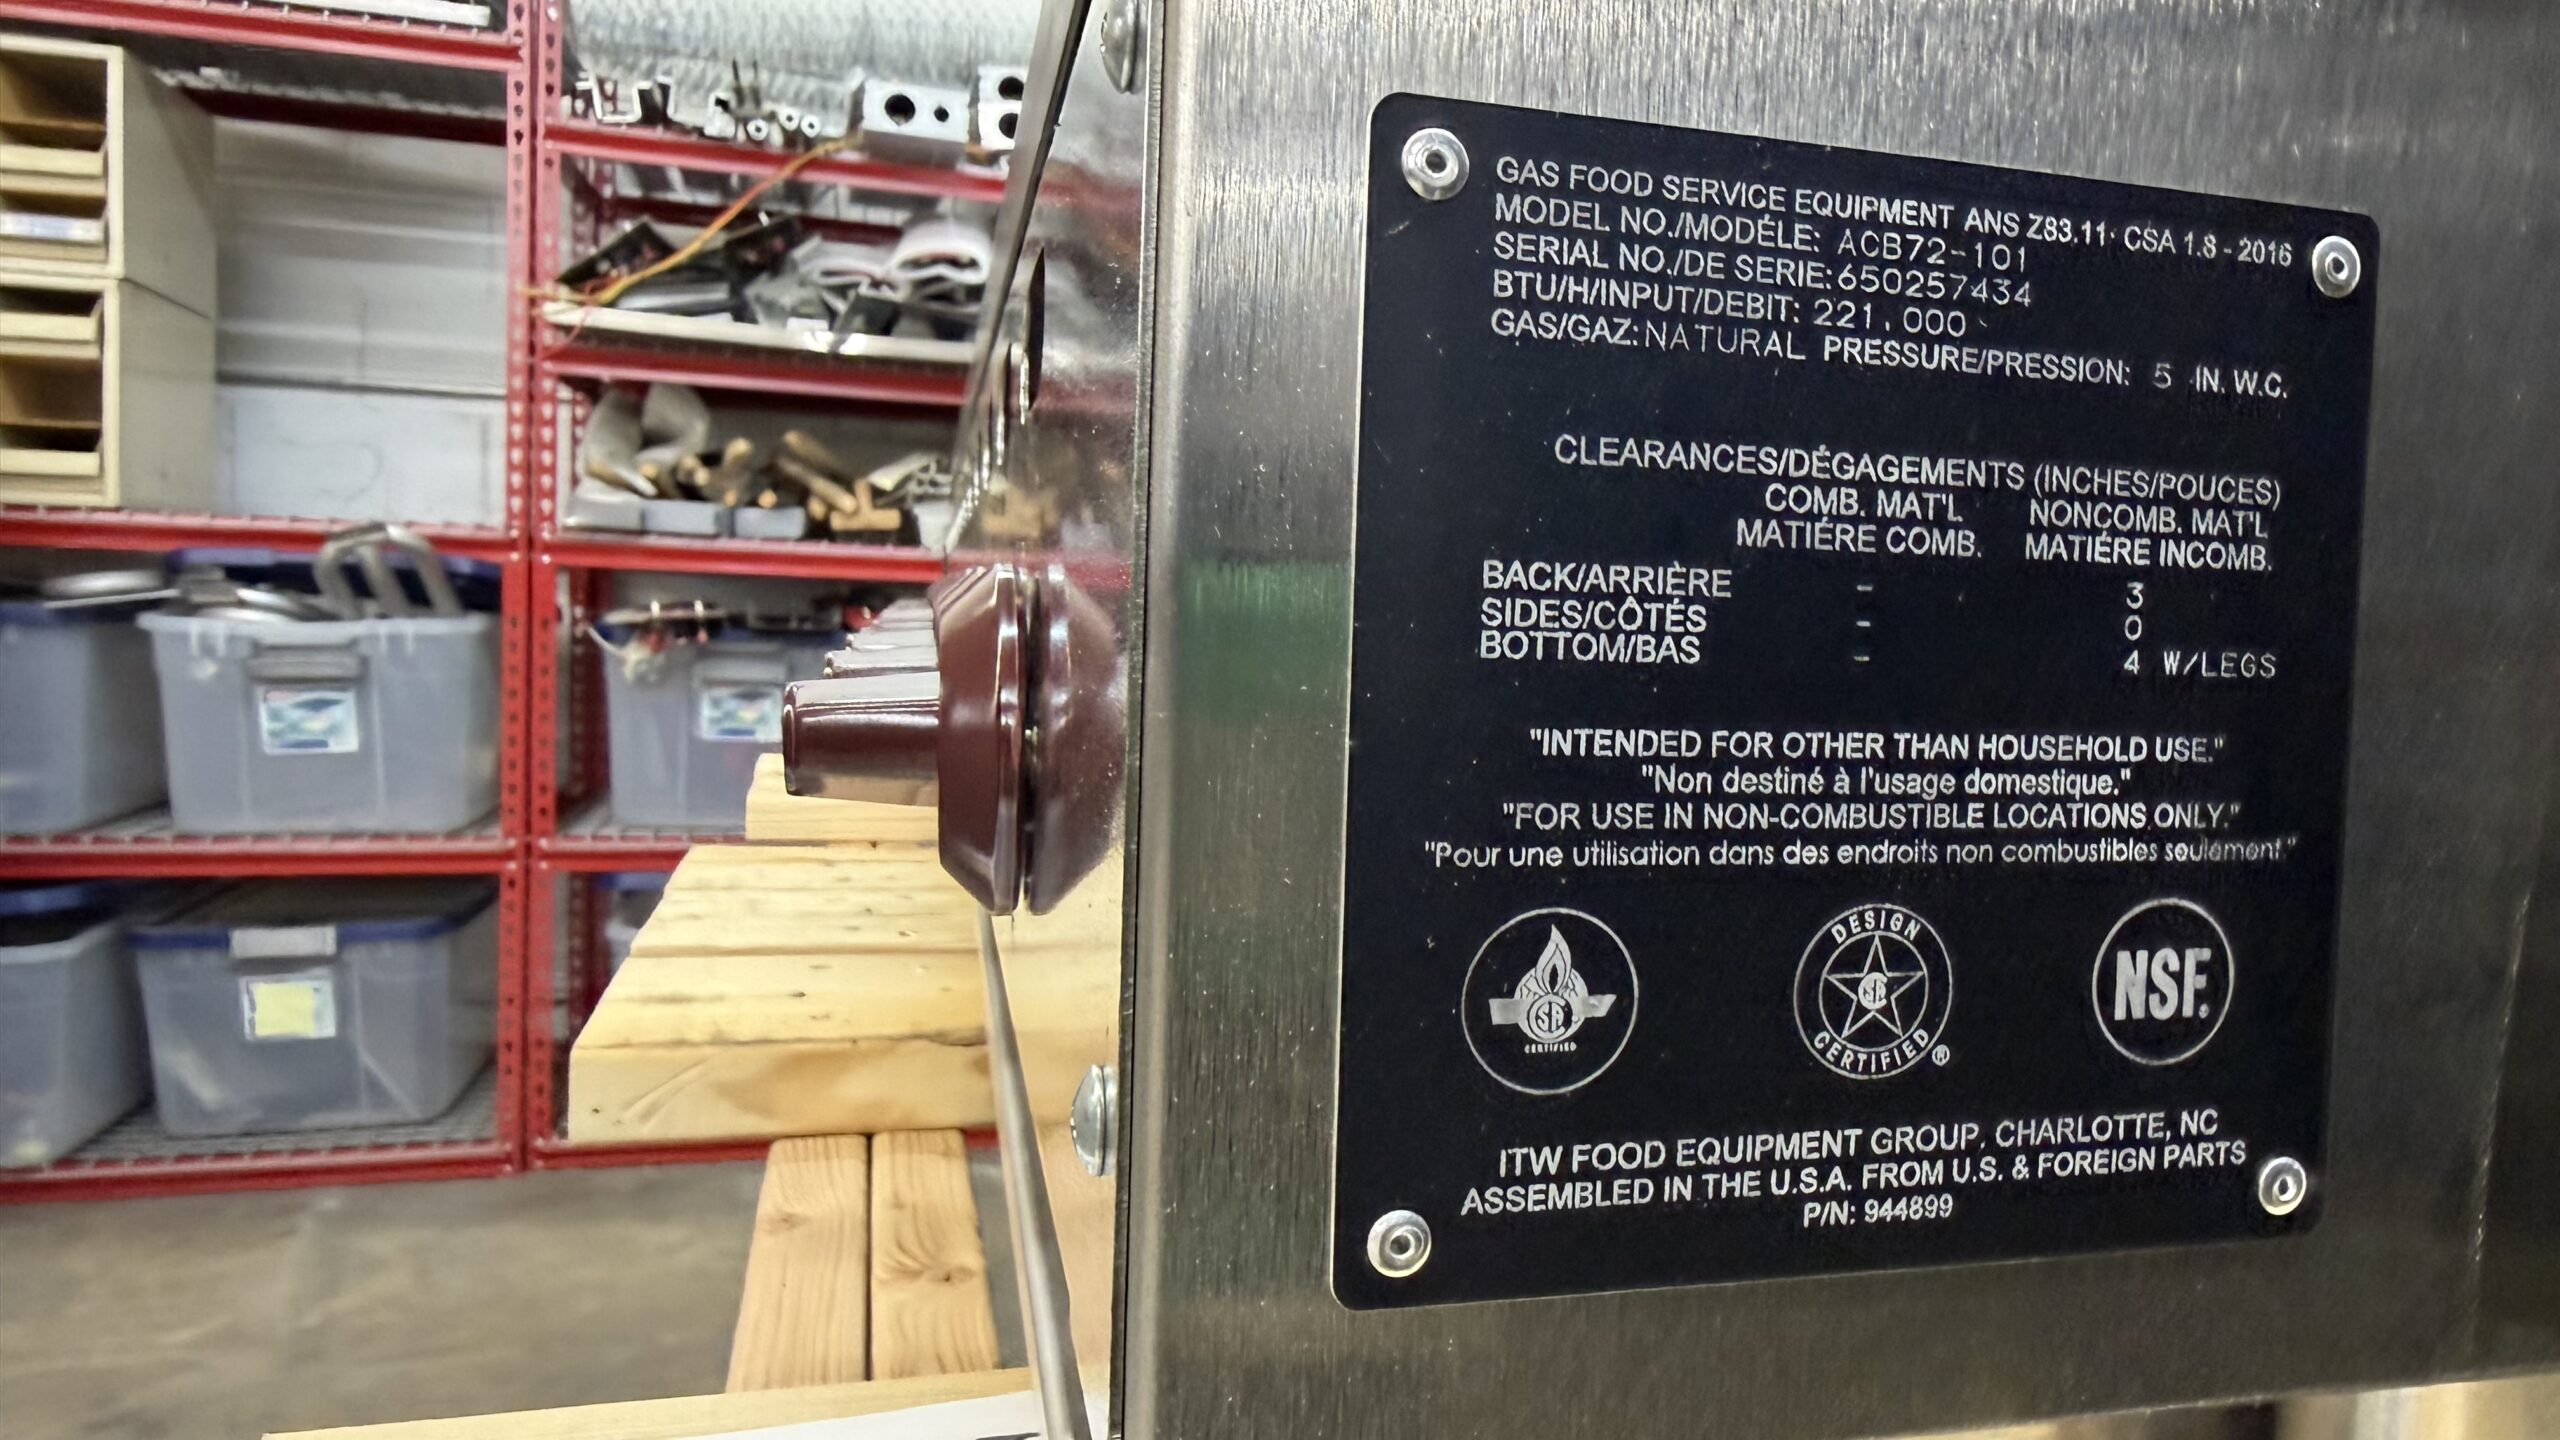 GAS FOOD SERVICE EQUIPMENT ANS Z83.11· CSA 1.8 - 2016
MODEL NO./MODÉLE: ACB72-101
SERIAL NO./DE SERIE: 650257434
BTU/H/INPUT/DEBIT: 221,000
GAS/GAZ: NATURAL PRESSURE/PRESSION: 5 IN. W.C.
CLEARANCES/DÉGAGEMENTS (INCHES/POUCES)
COMB. MAT'L NONCOMB. MAT'L
MATIÉRE COMB. MATIÉRE INCOMB.
BACK/ARRIÈRE - 3
SIDES/CÔTÉS - 0
BOTTOM/BAS - 4 W/LEGS
"INTENDED FOR OTHER THAN HOUSEHOLD USE."
"Non destiné à l'usage domestique."
"FOR USE IN NON-COMBUSTIBLE LOCATIONS ONLY."
"Pour une utilisation dans des endroits non combustibles seulement."
CSA CERTIFIED
DESIGN CSA CERTIFIED ®
NSF.
ITW FOOD EQUIPMENT GROUP, CHARLOTTE, NC
ASSEMBLED IN THE U.S.A. FROM U.S. & FOREIGN PARTS
P/N: 944899